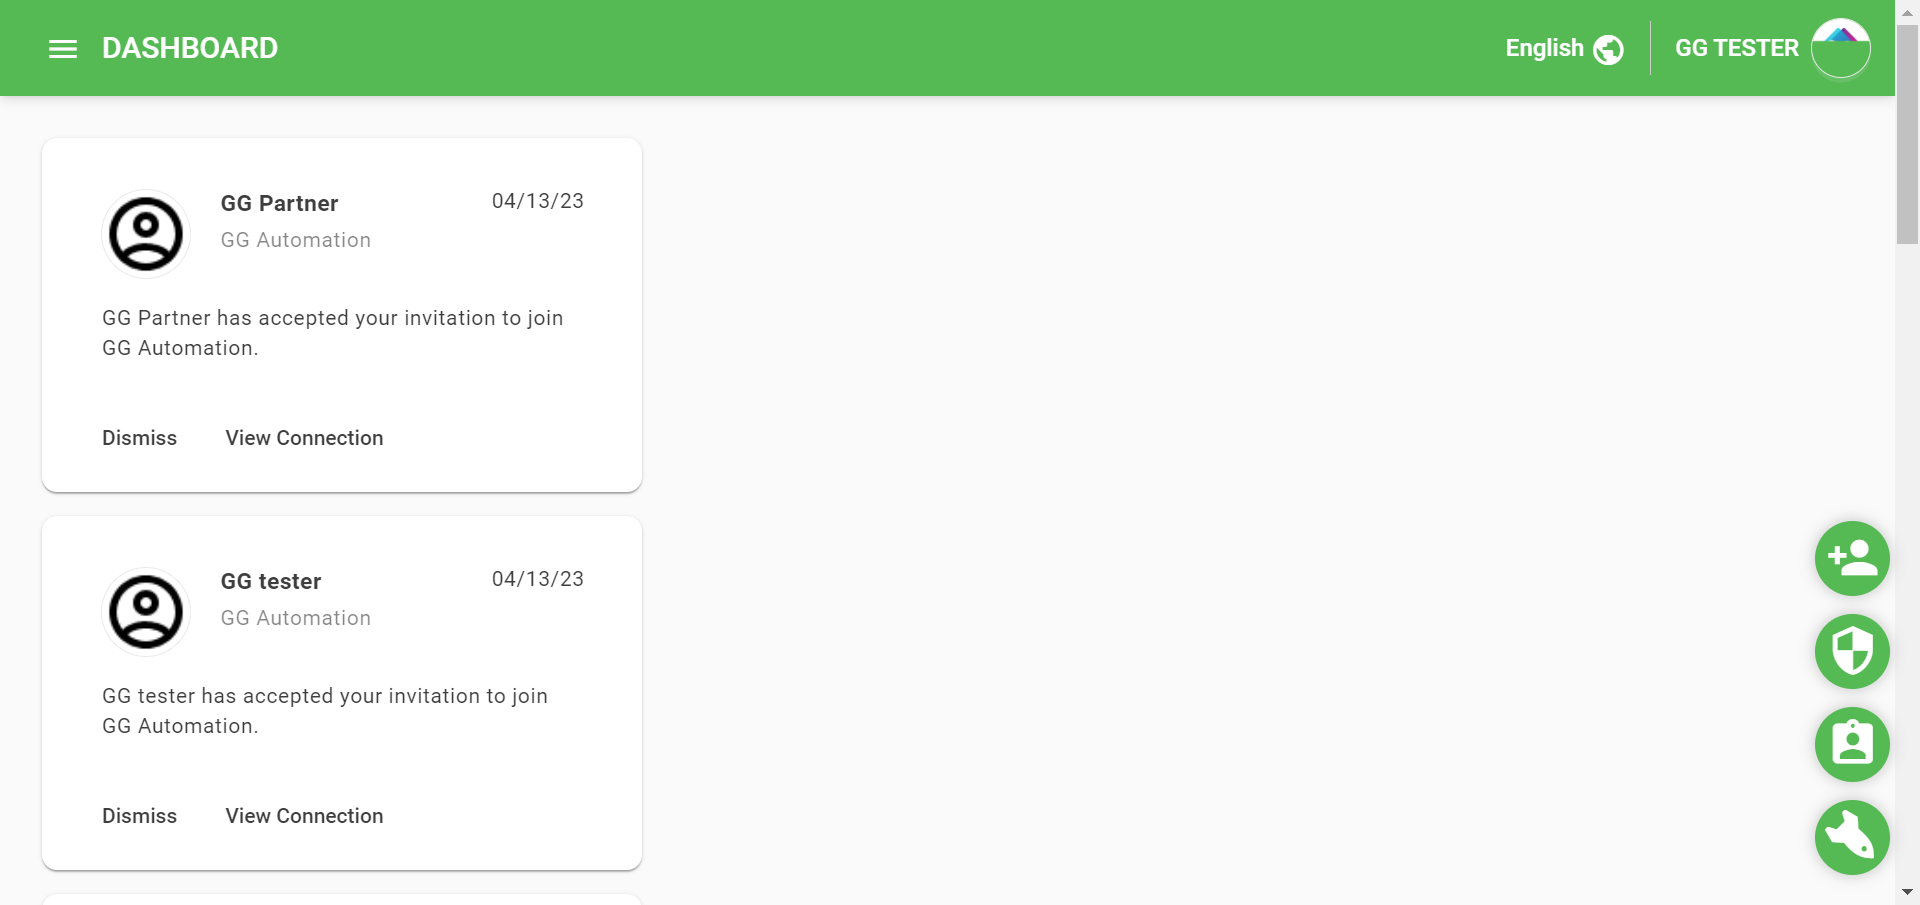 DASHBOARD
English
GG TESTER
GG Partner
04/13/23
GG Automation
GG Partner has accepted your invitation to join
GG Automation.
Dismiss
View Connection
GG tester
04/13/23
GG Automation
GG tester has accepted your invitation to join
GG Automation.
Dismiss
View Connection